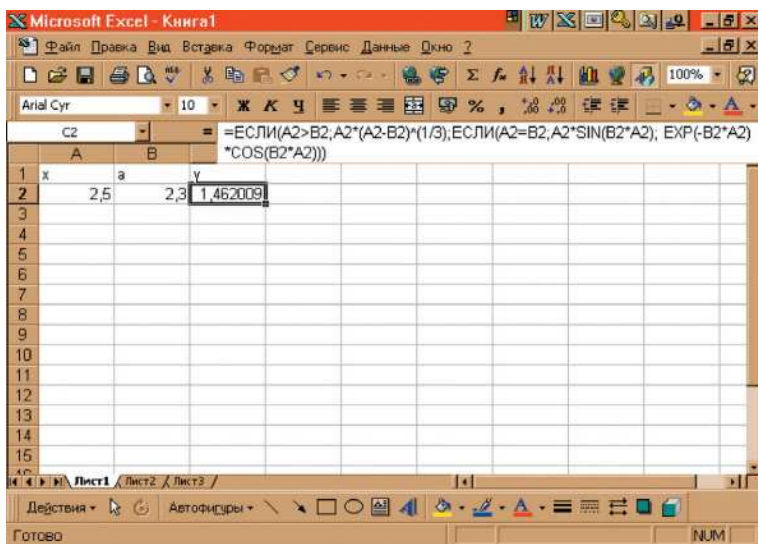 Microsoft Excel - Книга1
Файл Правка Вид Вставка Формат Сервис Данные Окно ?
100%
Arial Cyr 10 Ж К Ч % ,
C2 = =ЕСЛИ(A2>B2;A2*(A2-B2)^(1/3);ЕСЛИ(A2=B2;A2*SIN(B2*A2); EXP(-B2*A2)
*COS(B2*A2)))
A B
1 x a y
2 2,5 2,3 1,462009
3
4
5
6
7
8
9
10
11
12
13
14
15
Лист1 Лист2 Лист3
Действия Автофигуры
Готово NUM